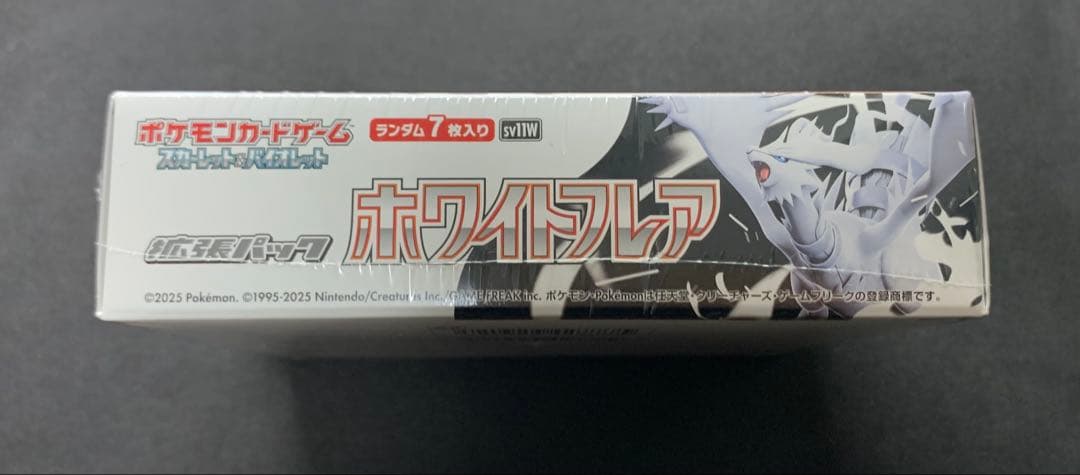 ポケモンカードゲーム
スカーレット&バイオレット
ランダム7枚入り sv11W
ホワイトフレア
拡張パック
©2025 Pokémon. ©1995-2025 Nintendo/Creatures Inc./GAME FREAK inc. ポケモン・Pokémonは任天堂・クリーチャーズ・ゲームフリークの登録商標です。